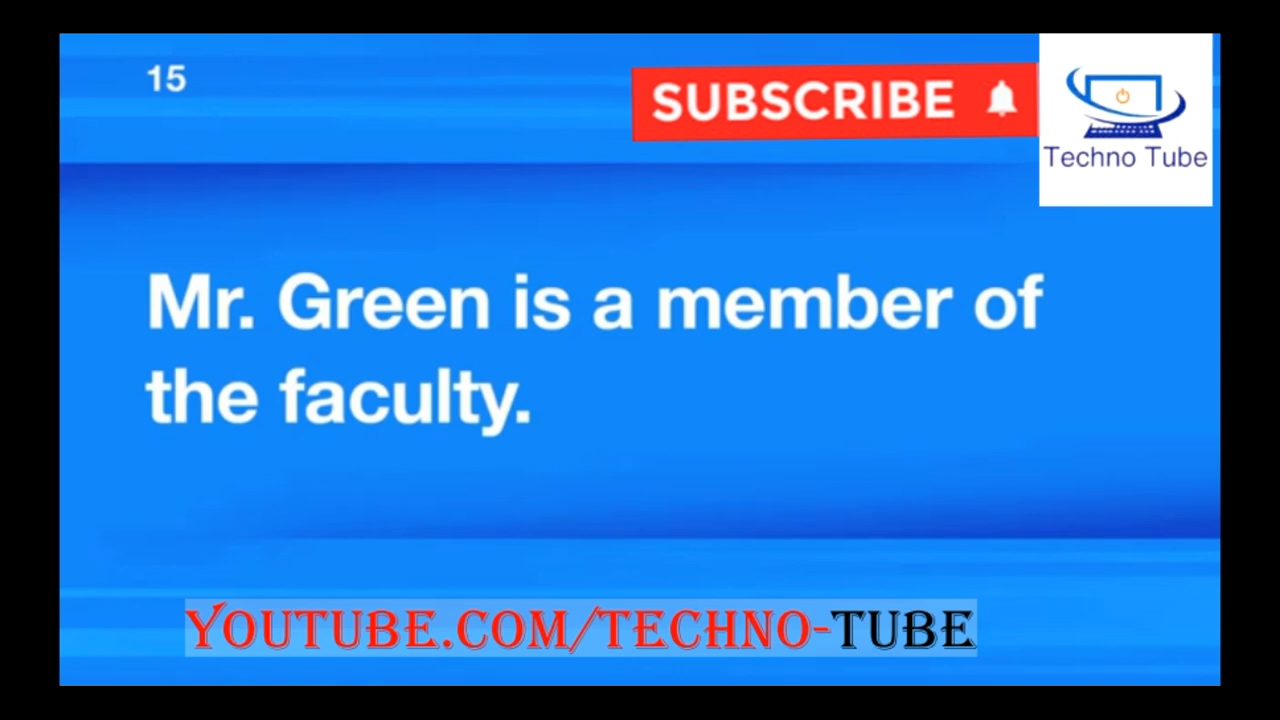 15
SUBSCRIBE
Techno Tube
Mr. Green is a member of
the faculty.
YOUTUBE.COM/TECHNO-TUBE